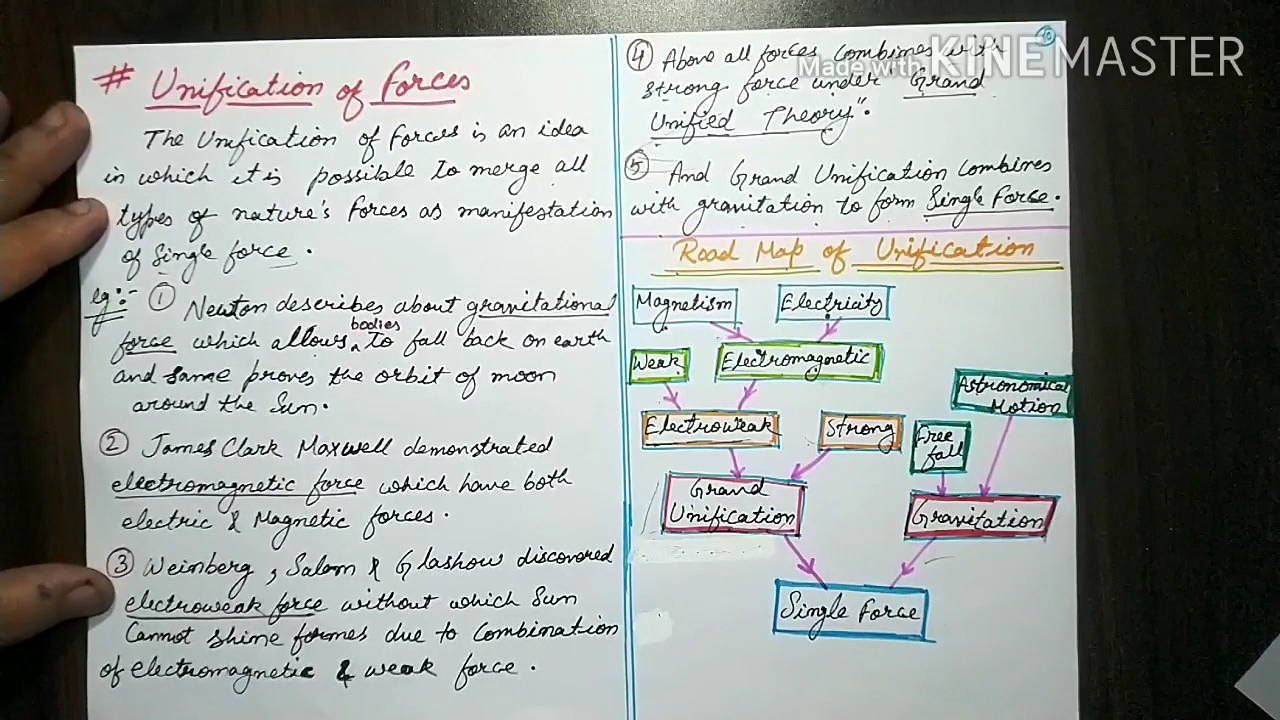 # Unification of Forces
The Unification of Forces is an idea
in which it is possible to merge all
types of nature's forces as manifestation
of Single force.
eg:- ① Newton describes about gravitational
force which allows bodies to fall back on earth
and same proves the orbit of moon
around the Sun.
② James Clark Maxwell demonstrated
electromagnetic force which have both
electric & Magnetic forces.
③ Weinberg, Salam & Glashow discovered
electroweak force without which Sun
Cannot shine formes due to Combination
of electromagnetic & weak force.
10
④ Above all forces combines with
strong force under "Grand
Unified Theory".
⑤ And Grand Unification combines
with gravitation to form Single Force.
Road Map of Unification
Magnetism
Electricity
Weak
Electromagnetic
Astronomical
Motion
Electroweak
Strong
Free
fall
Grand
Unification
Gravitation
Single Force
Made with KINEMASTER